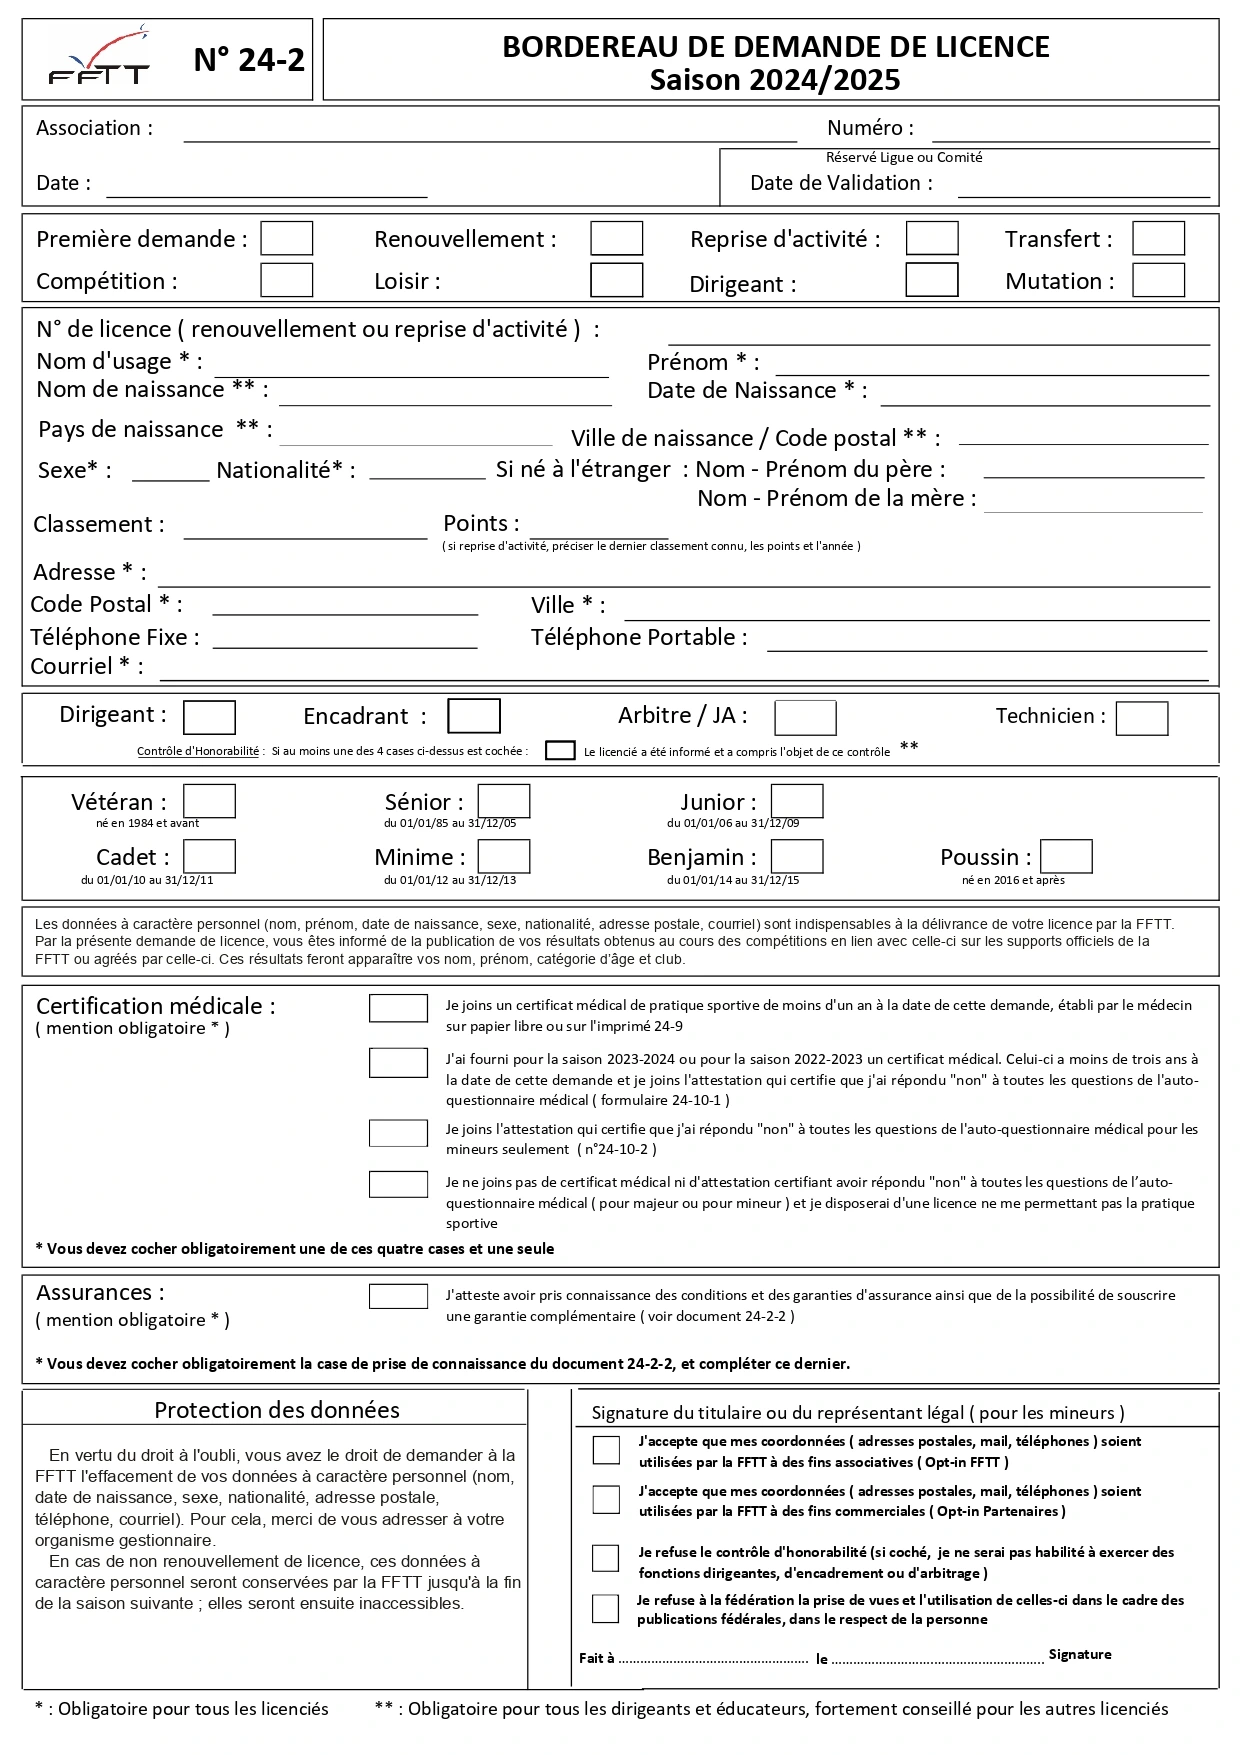 FFTT
N° 24-2
BORDEREAU DE DEMANDE DE LICENCE
Saison 2024/2025
Association :
Numéro :
Réservé Ligue ou Comité
Date :
Date de Validation :
Première demande :
Renouvellement :
Reprise d'activité :
Transfert :
Compétition :
Loisir :
Dirigeant :
Mutation :
N° de licence ( renouvellement ou reprise d'activité ) :
Nom d'usage * :
Prénom * :
Nom de naissance ** :
Date de Naissance * :
Pays de naissance ** :
Ville de naissance / Code postal ** :
Sexe* :
Nationalité* :
Si né à l'étranger : Nom - Prénom du père :
Nom - Prénom de la mère :
Classement :
Points :
( si reprise d'activité, préciser le dernier classement connu, les points et l'année )
Adresse * :
Code Postal * :
Ville * :
Téléphone Fixe :
Téléphone Portable :
Courriel * :
Dirigeant :
Encadrant :
Arbitre / JA :
Technicien :
Contrôle d'Honorabilité : Si au moins une des 4 cases ci-dessus est cochée :
Le licencié a été informé et a compris l'objet de ce contrôle **
Vétéran :
né en 1984 et avant
Sénior :
du 01/01/85 au 31/12/05
Junior :
du 01/01/06 au 31/12/09
Cadet :
du 01/01/10 au 31/12/11
Minime :
du 01/01/12 au 31/12/13
Benjamin :
du 01/01/14 au 31/12/15
Poussin :
né en 2016 et après
Les données à caractère personnel (nom, prénom, date de naissance, sexe, nationalité, adresse postale, courriel) sont indispensables à la délivrance de votre licence par la FFTT.
Par la présente demande de licence, vous êtes informé de la publication de vos résultats obtenus au cours des compétitions en lien avec celle-ci sur les supports officiels de la
FFTT ou agréés par celle-ci. Ces résultats feront apparaître vos nom, prénom, catégorie d'âge et club.
Certification médicale :
( mention obligatoire * )
Je joins un certificat médical de pratique sportive de moins d'un an à la date de cette demande, établi par le médecin
sur papier libre ou sur l'imprimé 24-9
J'ai fourni pour la saison 2023-2024 ou pour la saison 2022-2023 un certificat médical. Celui-ci a moins de trois ans à
la date de cette demande et je joins l'attestation qui certifie que j'ai répondu "non" à toutes les questions de l'auto-
questionnaire médical ( formulaire 24-10-1 )
Je joins l'attestation qui certifie que j'ai répondu "non" à toutes les questions de l'auto-questionnaire médical pour les
mineurs seulement ( n°24-10-2 )
Je ne joins pas de certificat médical ni d'attestation certifiant avoir répondu "non" à toutes les questions de l’auto-
questionnaire médical ( pour majeur ou pour mineur ) et je disposerai d'une licence ne me permettant pas la pratique
sportive
* Vous devez cocher obligatoirement une de ces quatre cases et une seule
Assurances :
( mention obligatoire * )
J'atteste avoir pris connaissance des conditions et des garanties d'assurance ainsi que de la possibilité de souscrire
une garantie complémentaire ( voir document 24-2-2 )
* Vous devez cocher obligatoirement la case de prise de connaissance du document 24-2-2, et compléter ce dernier.
Protection des données
En vertu du droit à l'oubli, vous avez le droit de demander à la
FFTT l'effacement de vos données à caractère personnel (nom,
date de naissance, sexe, nationalité, adresse postale,
téléphone, courriel). Pour cela, merci de vous adresser à votre
organisme gestionnaire.
En cas de non renouvellement de licence, ces données à
caractère personnel seront conservées par la FFTT jusqu'à la fin
de la saison suivante ; elles seront ensuite inaccessibles.
Signature du titulaire ou du représentant légal ( pour les mineurs )
J'accepte que mes coordonnées ( adresses postales, mail, téléphones ) soient
utilisées par la FFTT à des fins associatives ( Opt-in FFTT )
J'accepte que mes coordonnées ( adresses postales, mail, téléphones ) soient
utilisées par la FFTT à des fins commerciales ( Opt-in Partenaires )
Je refuse le contrôle d'honorabilité (si coché, je ne serai pas habilité à exercer des
fonctions dirigeantes, d'encadrement ou d'arbitrage )
Je refuse à la fédération la prise de vues et l'utilisation de celles-ci dans le cadre des
publications fédérales, dans le respect de la personne
Fait à .................................................... le .......................................................... Signature
* : Obligatoire pour tous les licenciés
** : Obligatoire pour tous les dirigeants et éducateurs, fortement conseillé pour les autres licenciés